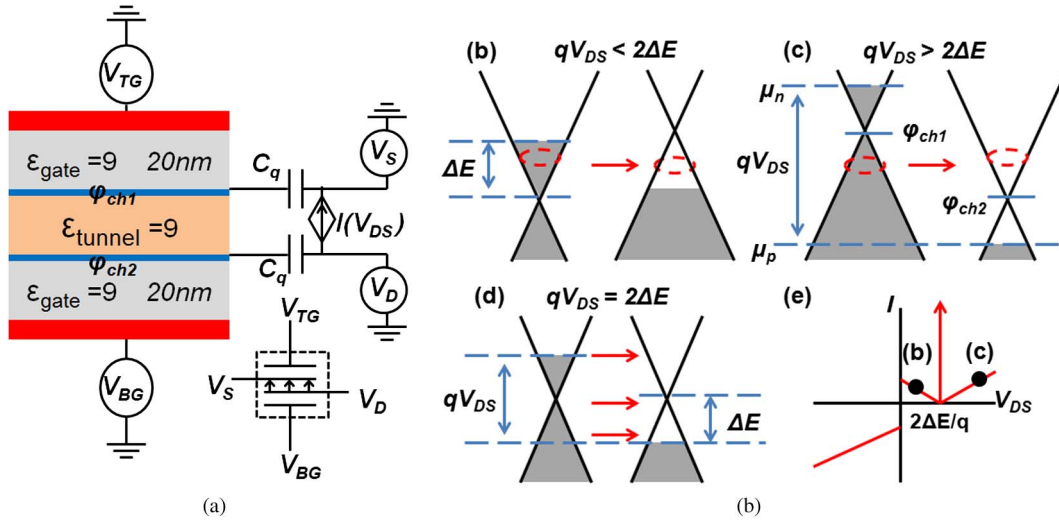 (a)
V_TG
ε_gate =9 20nm
φ_ch1
ε_tunnel =9
φ_ch2
ε_gate =9 20nm
V_BG
C_q
V_S
I(V_DS)
C_q
V_D
V_TG
V_S
V_D
V_BG
(a)
(b) qV_DS < 2ΔE
ΔE
(c) qV_DS > 2ΔE
μ_n
φ_ch1
qV_DS
φ_ch2
μ_p
(d) qV_DS = 2ΔE
qV_DS
ΔE
(e)
I
(b)
(c)
V_DS
2ΔE/q
(b)